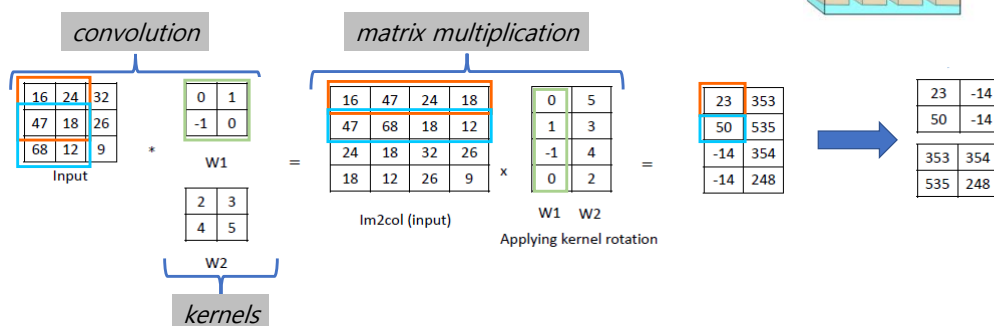 convolution
matrix multiplication
16 24 32
47 18 26
68 12 9
Input
*
0 1
-1 0
W1
2 3
4 5
W2
kernels
=
16 47 24 18
47 68 18 12
24 18 32 26
18 12 26 9
Im2col (input)
x
0 5
1 3
-1 4
0 2
W1 W2
Applying kernel rotation
=
23 353
50 535
-14 354
-14 248
23 -14
50 -14
353 354
535 248